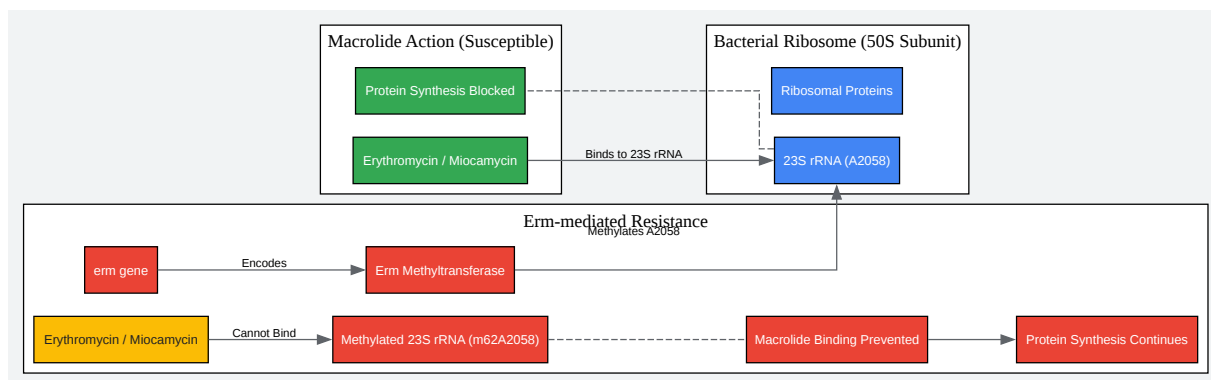 Macrolide Action (Susceptible)
Bacterial Ribosome (50S Subunit)
Protein Synthesis Blocked
Ribosomal Proteins
Erythromycin / Miocamycin
Binds to 23S rRNA
23S rRNA (A2058)
Erm-mediated Resistance
Methylates A2058
erm gene
Encodes
Erm Methyltransferase
Erythromycin / Miocamycin
Cannot Bind
Methylated 23S rRNA (m62A2058)
Macrolide Binding Prevented
Protein Synthesis Continues